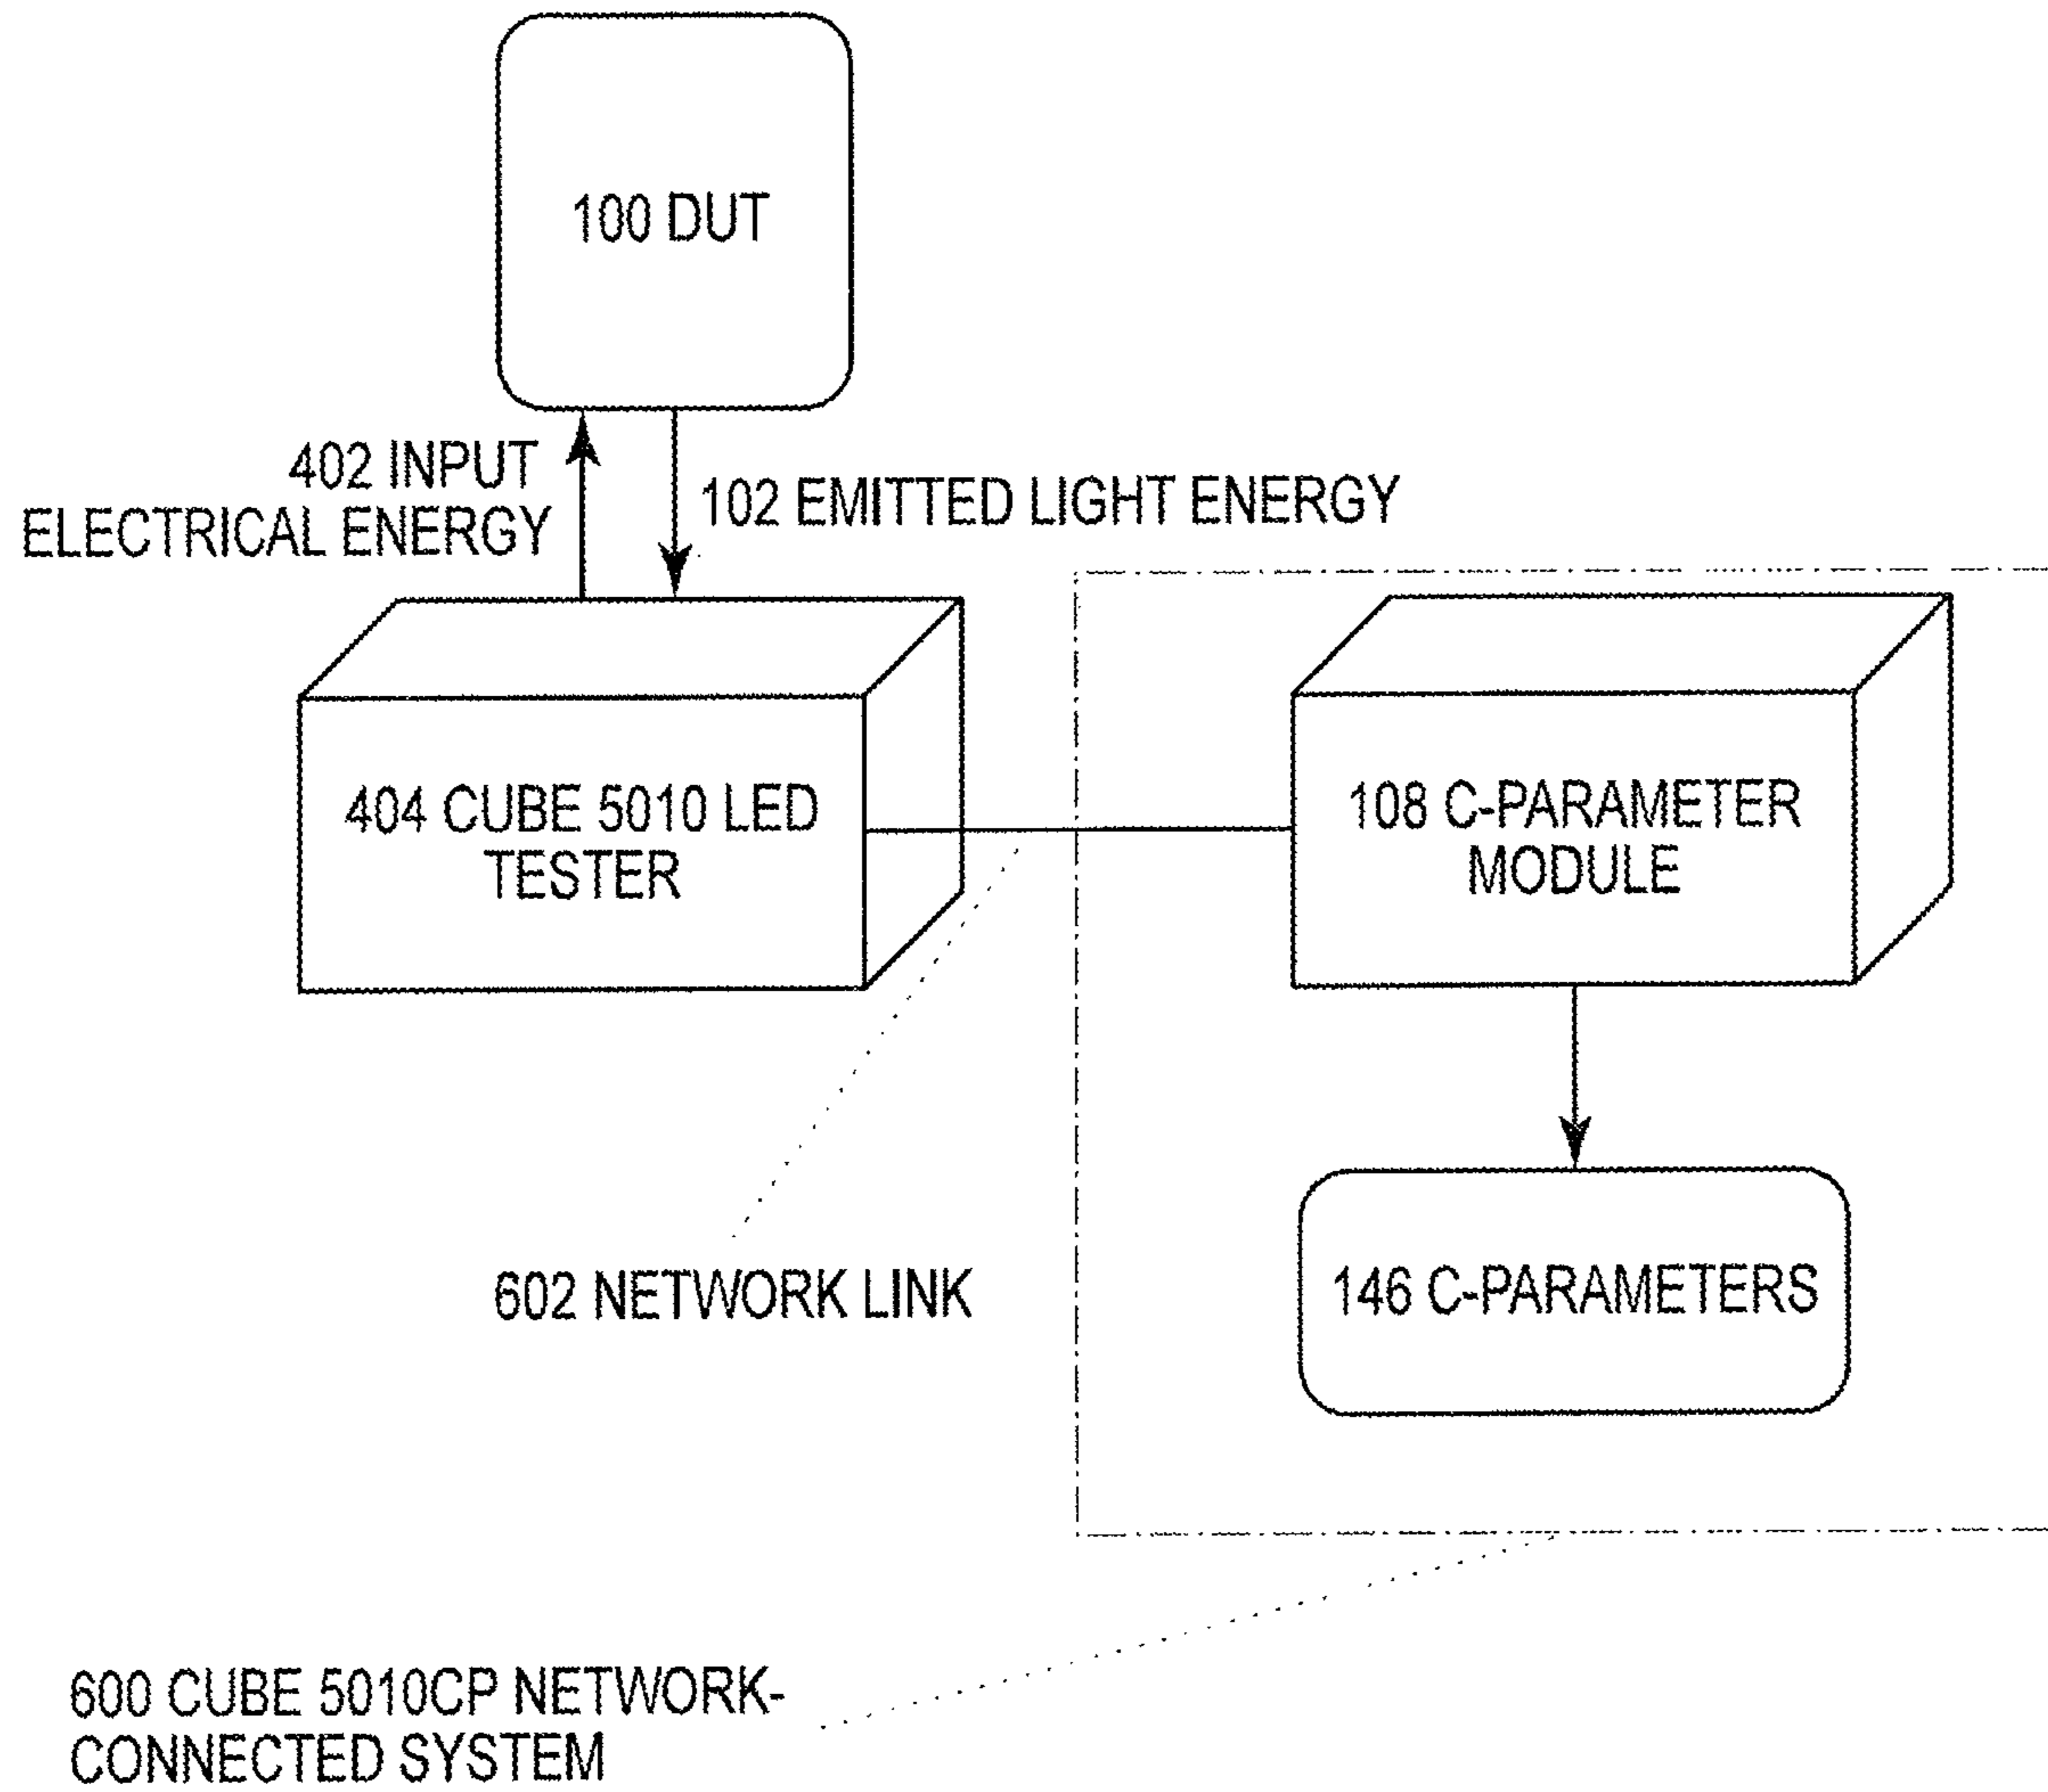 100 DUT
402 INPUT
ELECTRICAL ENERGY
102 EMITTED LIGHT ENERGY
404 CUBE 5010 LED
TESTER
108 C-PARAMETER
MODULE
602 NETWORK LINK
146 C-PARAMETERS
600 CUBE 5010CP NETWORK-
CONNECTED SYSTEM